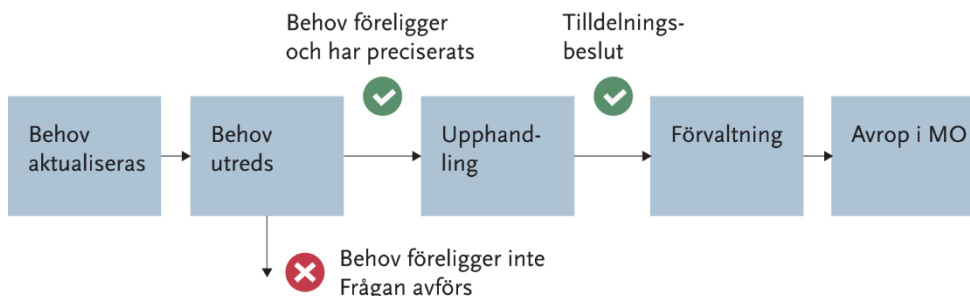 Behov föreligger
och har preciserats
Tilldelnings-
beslut
Behov
aktualiseras
Behov
utreds
Upphand-
ling
Förvaltning
Avrop i MO
Behov föreligger inte
Frågan avförs